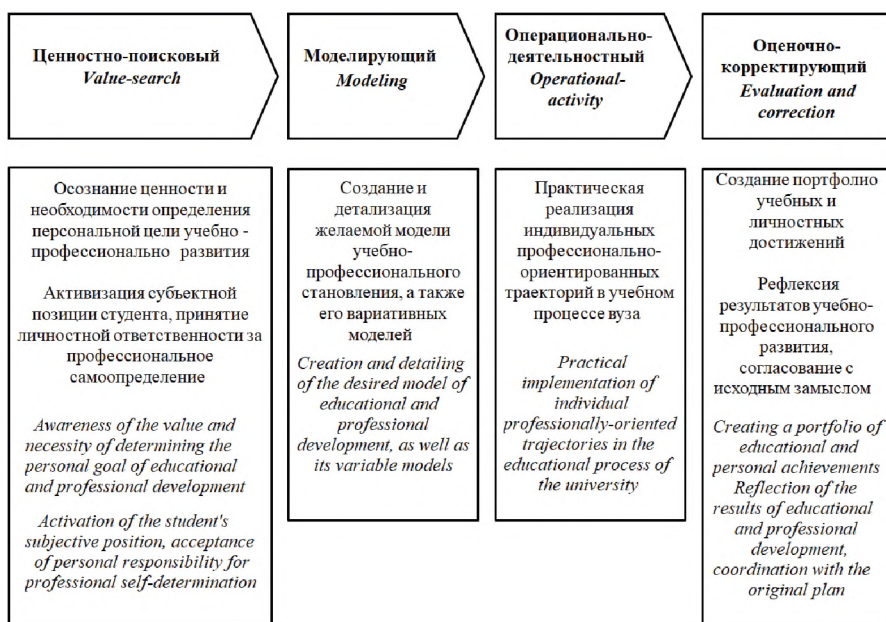 Ценностно-поисковый
Value-search
Моделирующий
Modeling
Операционально-
деятельностный
Operational-
activity
Оценочно-
корректирующий
Evaluation and
correction
Осознание ценности и
необходимости определения
персональной цели учебно -
профессионально развития
Активизация субъектной
позиции студента, принятие
личностной ответственности за
профессиональное
самоопределение
Awareness of the value and
necessity of determining the
personal goal of educational
and professional development
Activation of the student's
subjective position, acceptance
of personal responsibility for
professional self-determination
Создание и
детализация
желаемой модели
учебно-
профессионального
становления, а также
его вариативных
моделей
Creation and detailing
of the desired model of
educational and
professional
development, as well as
its variable models
Практическая
реализация
индивидуальных
профессионально-
ориентированных
траекторий в учебном
процессе вуза
Practical
implementation of
individual
professionally-oriented
trajectories in the
educational process of
the university
Создание портфолио
учебных и
личностных
достижений
Рефлексия
результатов учебно-
профессионального
развития,
согласование с
исходным замыслом
Creating a portfolio of
educational and
personal achievements
Reflection of the
results of educational
and professional
development,
coordination with the
original plan